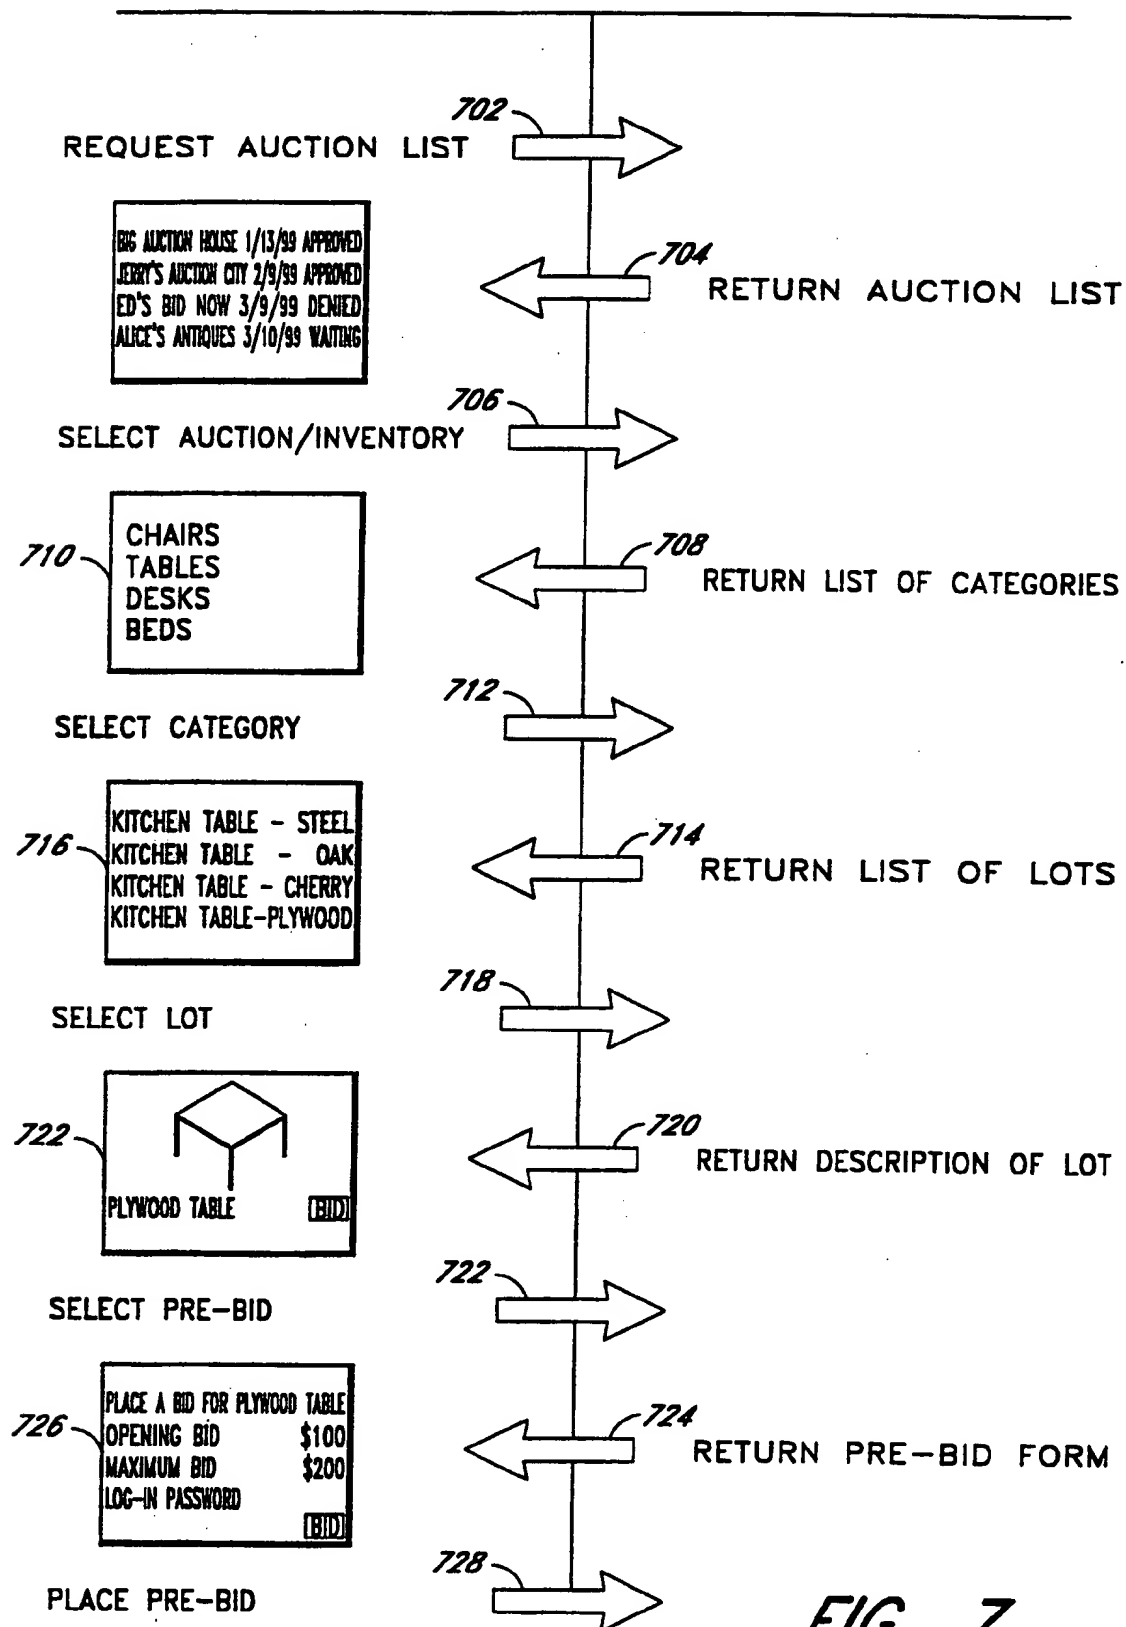 702
REQUEST AUCTION LIST
BIG AUCTION HOUSE 1/13/99 APPROVED
JERRY'S AUCTION CITY 2/9/99 APPROVED
ED'S BID NOW 3/9/99 DENIED
ALICE'S ANTIQUES 3/10/99 WAITING
704
RETURN AUCTION LIST
706
SELECT AUCTION/INVENTORY
710
CHAIRS
TABLES
DESKS
BEDS
708
RETURN LIST OF CATEGORIES
712
SELECT CATEGORY
716
KITCHEN TABLE - STEEL
KITCHEN TABLE - OAK
KITCHEN TABLE - CHERRY
KITCHEN TABLE-PLYWOOD
714
RETURN LIST OF LOTS
718
SELECT LOT
722
PLYWOOD TABLE BID
720
RETURN DESCRIPTION OF LOT
722
SELECT PRE-BID
726
PLACE A BID FOR PLYWOOD TABLE
OPENING BID $100
MAXIMUM BID $200
LOG-IN PASSWORD
BID
724
RETURN PRE-BID FORM
728
PLACE PRE-BID
FIG. 7